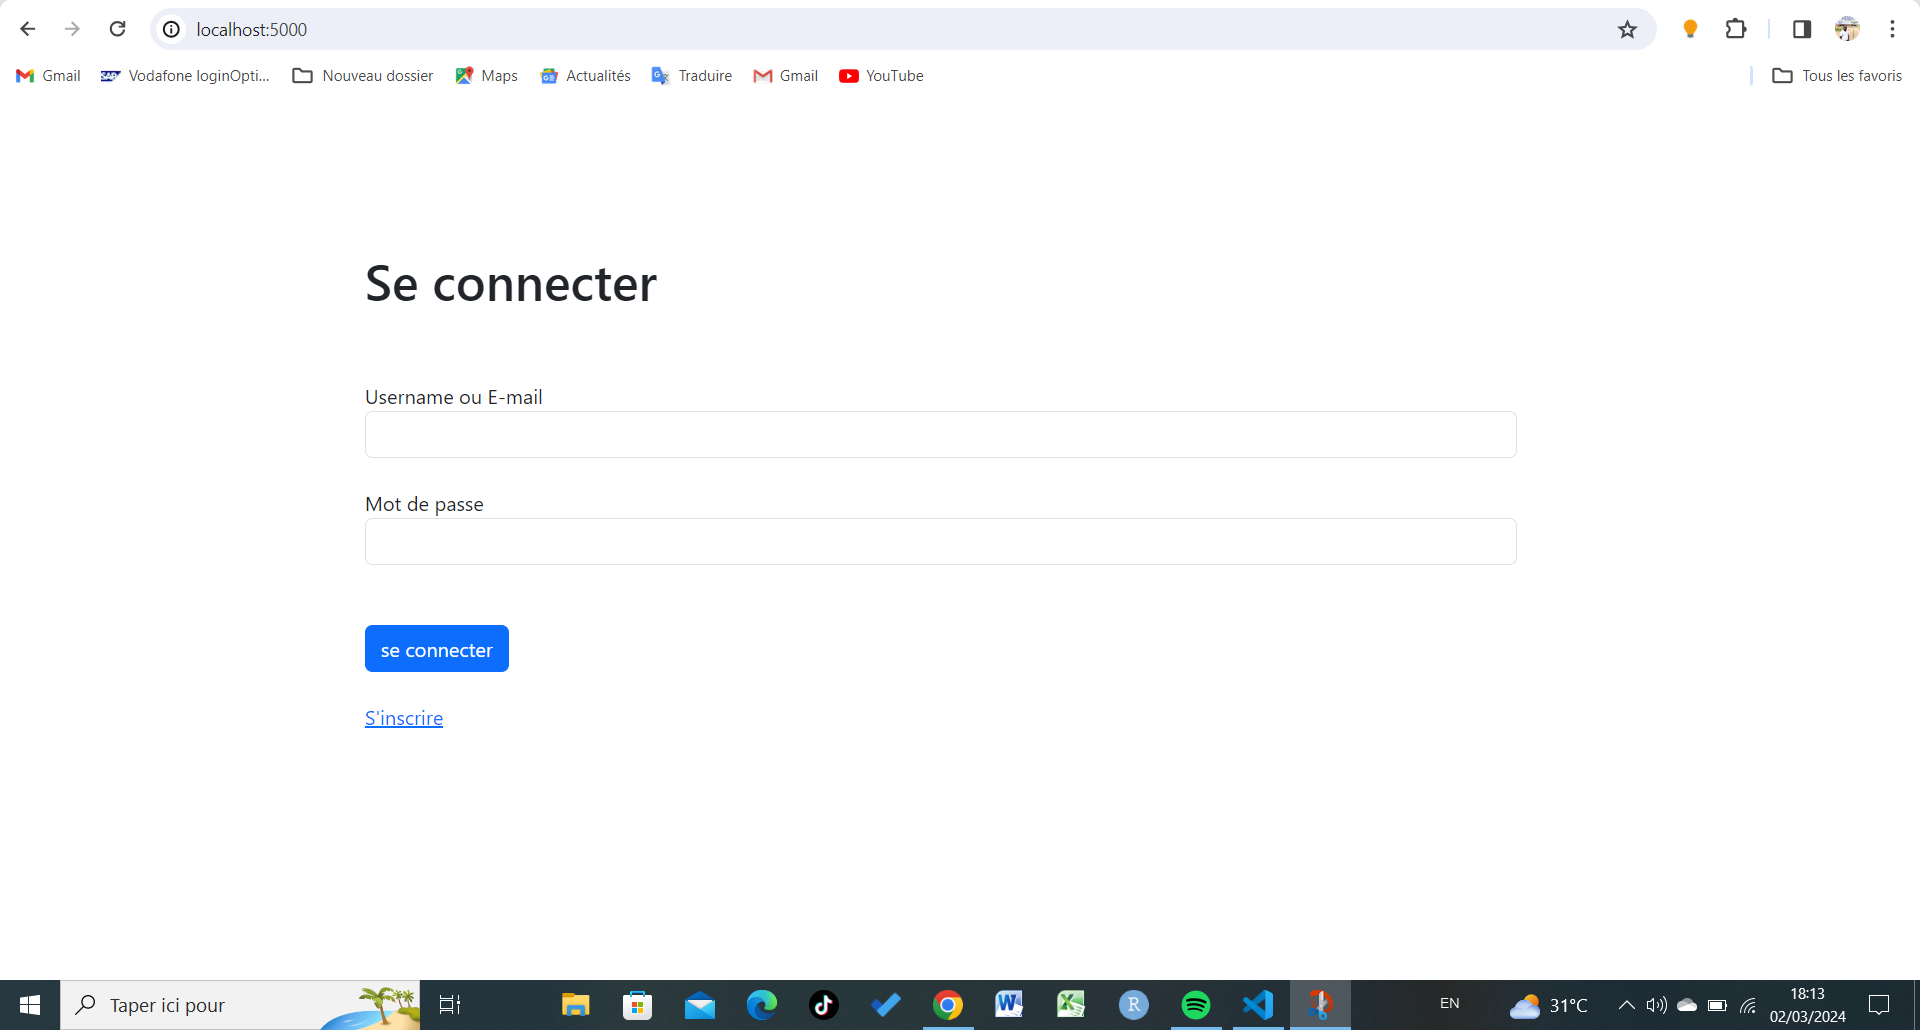 localhost:5000
Gmail Vodafone loginOpti... Nouveau dossier Maps Actualités Traduire Gmail YouTube Tous les favoris
Se connecter
Username ou E-mail
Mot de passe
se connecter
S'inscrire
Taper ici pour EN 31°C 18:13
02/03/2024